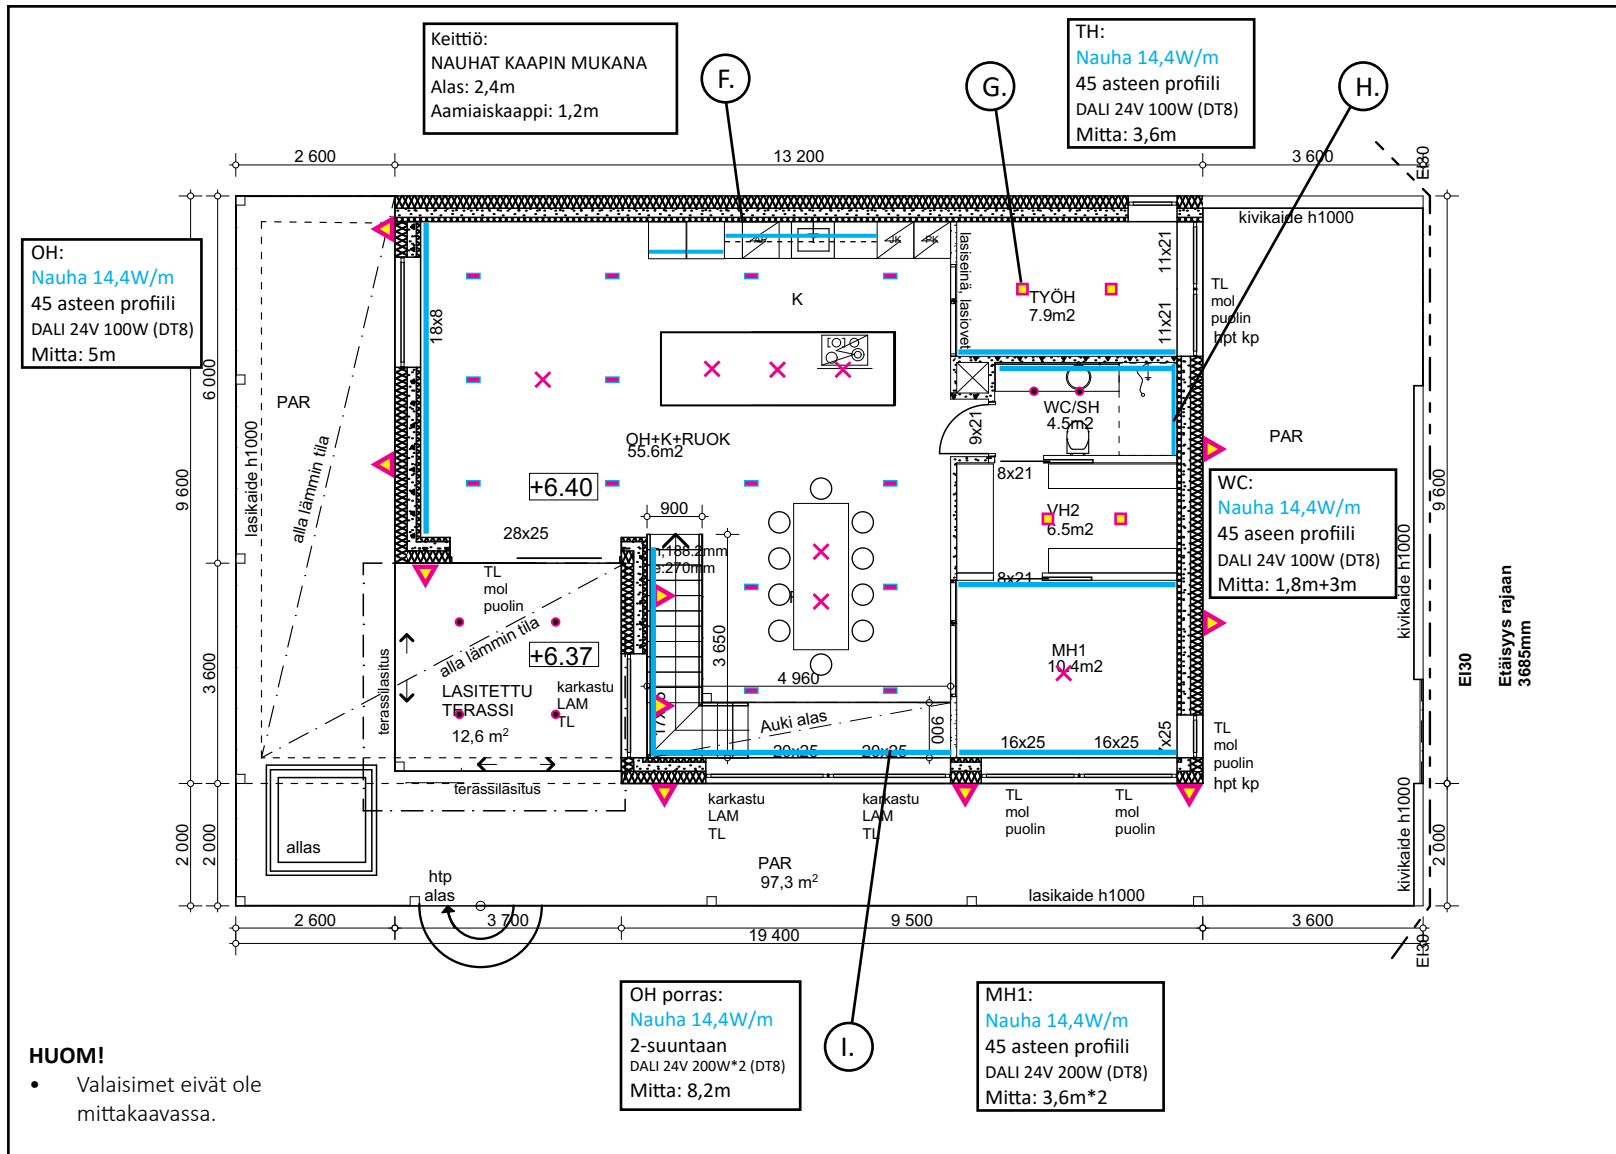 Keittiö:
NAUHAT KAAPIN MUKANA
Alas: 2,4m
Aamiaiskaappi: 1,2m
F.
G.
TH:
Nauha 14,4W/m
45 asteen profiili
DALI 24V 100W (DT8)
Mitta: 3,6m
H.
2 600
13 200
3 600
EI30
OH:
Nauha 14,4W/m
45 asteen profiili
DALI 24V 100W (DT8)
Mitta: 5m
kivikaide h1000
lasiseinä, lasiovet
11x21
11x21
TL
mol
puolin
hpt kp
18x8
K
JK
PK
TYÖH
7.9m2
6 000
9 600
3 600
PAR
lasikaide h1000
alla lämmin tila
OH+K+RUOK
55.6m2
+6.40
9x21
WC/SH
4.5m2
PAR
WC:
Nauha 14,4W/m
45 aseen profiili
DALI 24V 100W (DT8)
Mitta: 1,8m+3m
9 600
900
8x21
VH2
6.5m2
28x25
n,188.2mm
e:270mm
8x21
kivikaide h1000
TL
mol
puolin
alla lämmin tila
+6.37
3 650
MH1
10.4m2
EI30
Etäisyys rajaan
3685mm
terassilasitus
LASITETTU
TERASSI
12,6 m2
karkastu
LAM
TL
4 960
Auki alas
900
20x25
20x25
16x25
16x25
7x25
TL
mol
puolin
hpt kp
terassilasitus
karkastu
LAM
TL
karkastu
LAM
TL
TL
mol
puolin
TL
mol
puolin
kivikaide h1000
2 000
2 000
2 000
allas
htp
alas
PAR
97,3 m2
lasikaide h1000
2 600
3 700
9 500
3 600
19 400
EI30
OH porras:
Nauha 14,4W/m
2-suuntaan
DALI 24V 200W*2 (DT8)
Mitta: 8,2m
I.
MH1:
Nauha 14,4W/m
45 asteen profiili
DALI 24V 200W (DT8)
Mitta: 3,6m*2
HUOM!
• Valaisimet eivät ole
mittakaavassa.